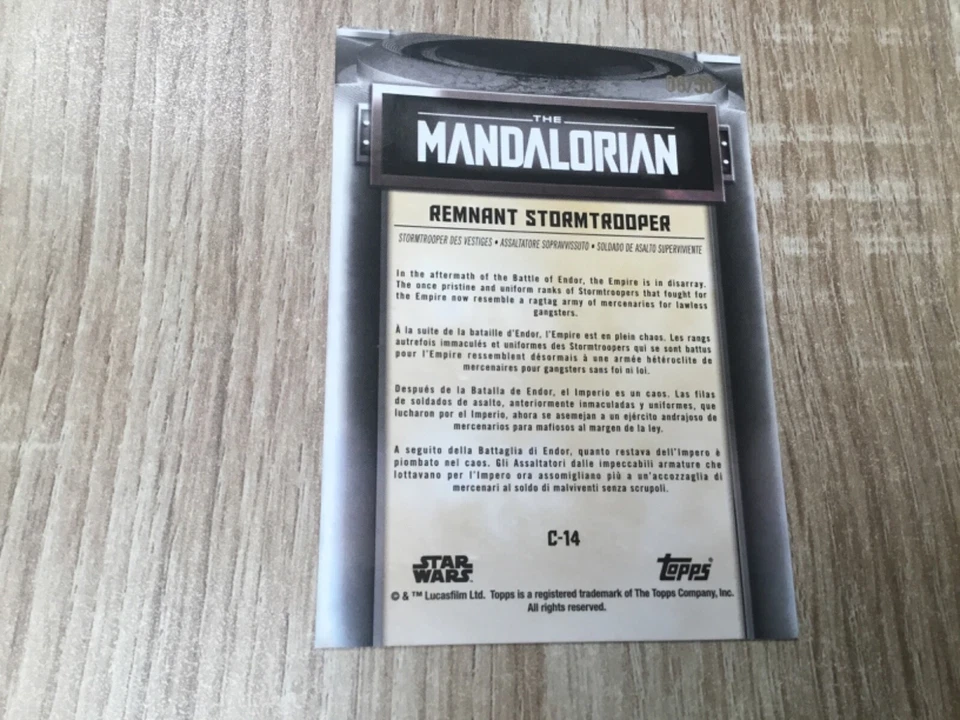 THE
MANDALORIAN
REMNANT STORMTROOPER
STORMTROOPER DES VESTIGES • ASSALTATORE SOPRAVVISSUTO • SOLDADO DE ASALTO SUPERVIVIENTE
In the aftermath of the Battle of Endor, the Empire is in disarray.
The once pristine and uniform ranks of Stormtroopers that fought for
the Empire now resemble a ragtag army of mercenaries for lawless
gangsters.
À la suite de la bataille d'Endor, l'Empire est en plein chaos. Les rangs
autrefois immaculés et uniformes des Stormtroopers qui se sont battus
pour l'Empire ressemblent désormais à une armée hétéroclite de
mercenaires pour gangsters sans foi ni loi.
Después de la Batalla de Endor, el Imperio es un caos. Las filas
de soldados de asalto, anteriormente inmaculadas y uniformes, que
lucharon por el Imperio, ahora se asemejan a un ejército andrajoso de
mercenarios para mafiosos al margen de la ley.
A seguito della Battaglia di Endor, quanto restava dell'Impero è
piombato nel caos. Gli Assaltatori dalle impeccabili armature che
lottavano per l'Impero ora assomigliano più a un'accozzaglia di
mercenari al soldo di malviventi senza scrupoli.
C-14
STAR
WARS
topps
© & ™ Lucasfilm Ltd. Topps is a registered trademark of The Topps Company, Inc.
All rights reserved.